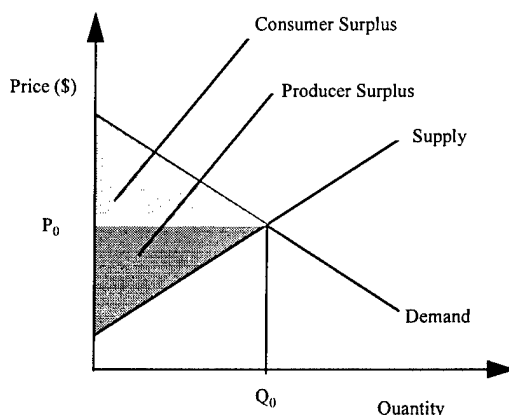 Consumer Surplus
Price ($)
Producer Surplus
Supply
P₀
Demand
Q₀
Quantity